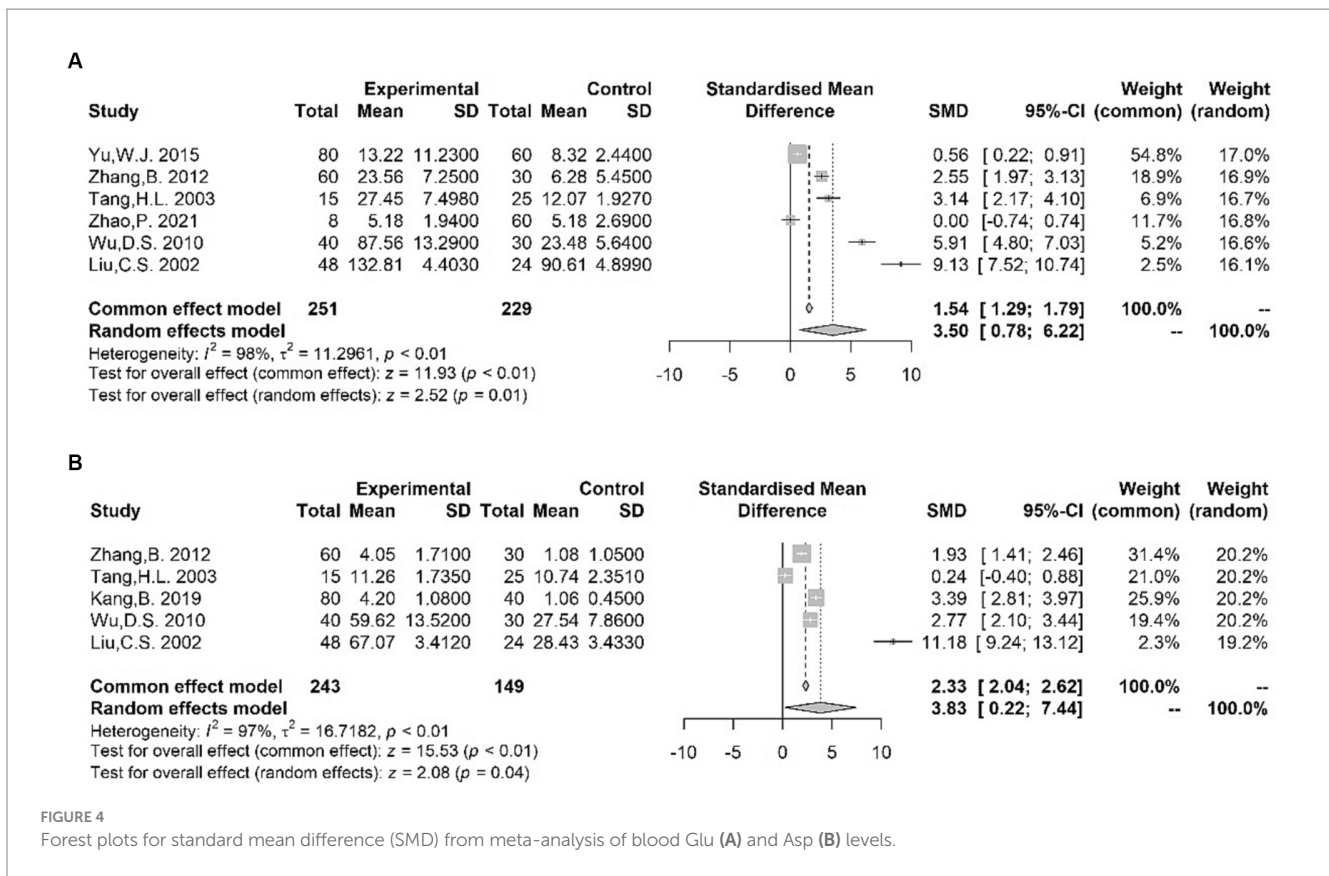 A
Experimental Control Standardised Mean Weight Weight
Study Total Mean SD Total Mean SD Difference SMD 95%-CI (common) (random)
Yu,W.J. 2015 80 13.22 11.2300 60 8.32 2.4400 0.56 [ 0.22; 0.91] 54.8% 17.0%
Zhang,B. 2012 60 23.56 7.2500 30 6.28 5.4500 2.55 [ 1.97; 3.13] 18.9% 16.9%
Tang,H.L. 2003 15 27.45 7.4980 25 12.07 1.9270 3.14 [ 2.17; 4.10] 6.9% 16.7%
Zhao,P. 2021 8 5.18 1.9400 60 5.18 2.6900 0.00 [-0.74; 0.74] 11.7% 16.8%
Wu,D.S. 2010 40 87.56 13.2900 30 23.48 5.6400 5.91 [ 4.80; 7.03] 5.2% 16.6%
Liu,C.S. 2002 48 132.81 4.4030 24 90.61 4.8990 9.13 [ 7.52; 10.74] 2.5% 16.1%
Common effect model 251 229 1.54 [ 1.29; 1.79] 100.0% --
Random effects model 3.50 [ 0.78; 6.22] -- 100.0%
Heterogeneity: I² = 98%, τ² = 11.2961, p < 0.01
Test for overall effect (common effect): z = 11.93 (p < 0.01)
Test for overall effect (random effects): z = 2.52 (p = 0.01)
-10 -5 0 5 10
B
Experimental Control Standardised Mean Weight Weight
Study Total Mean SD Total Mean SD Difference SMD 95%-CI (common) (random)
Zhang,B. 2012 60 4.05 1.7100 30 1.08 1.0500 1.93 [ 1.41; 2.46] 31.4% 20.2%
Tang,H.L. 2003 15 11.26 1.7350 25 10.74 2.3510 0.24 [-0.40; 0.88] 21.0% 20.2%
Kang,B. 2019 80 4.20 1.0800 40 1.06 0.4500 3.39 [ 2.81; 3.97] 25.9% 20.2%
Wu,D.S. 2010 40 59.62 13.5200 30 27.54 7.8600 2.77 [ 2.10; 3.44] 19.4% 20.2%
Liu,C.S. 2002 48 67.07 3.4120 24 28.43 3.4330 11.18 [ 9.24; 13.12] 2.3% 19.2%
Common effect model 243 149 2.33 [ 2.04; 2.62] 100.0% --
Random effects model 3.83 [ 0.22; 7.44] -- 100.0%
Heterogeneity: I² = 97%, τ² = 16.7182, p < 0.01
Test for overall effect (common effect): z = 15.53 (p < 0.01)
Test for overall effect (random effects): z = 2.08 (p = 0.04)
-10 -5 0 5 10
FIGURE 4
Forest plots for standard mean difference (SMD) from meta-analysis of blood Glu (A) and Asp (B) levels.